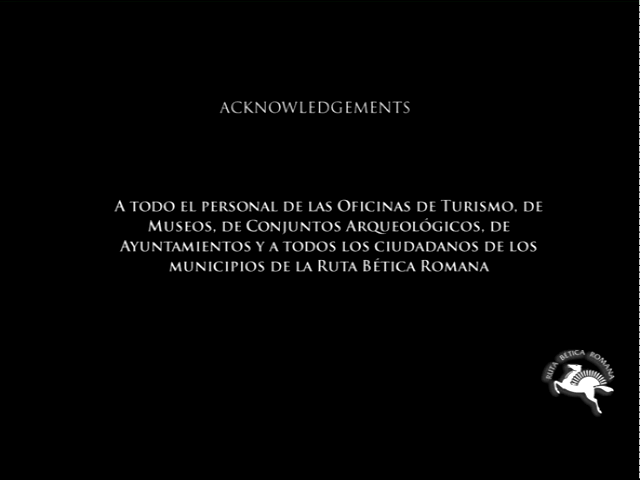 ACKNOWLEDGEMENTS
A TODO EL PERSONAL DE LAS OFICINAS DE TURISMO, DE
MUSEOS, DE CONJUNTOS ARQUEOLÓGICOS, DE
AYUNTAMIENTOS Y A TODOS LOS CIUDADANOS DE LOS
MUNICIPIOS DE LA RUTA BÉTICA ROMANA
RUTA BÉTICA ROMANA